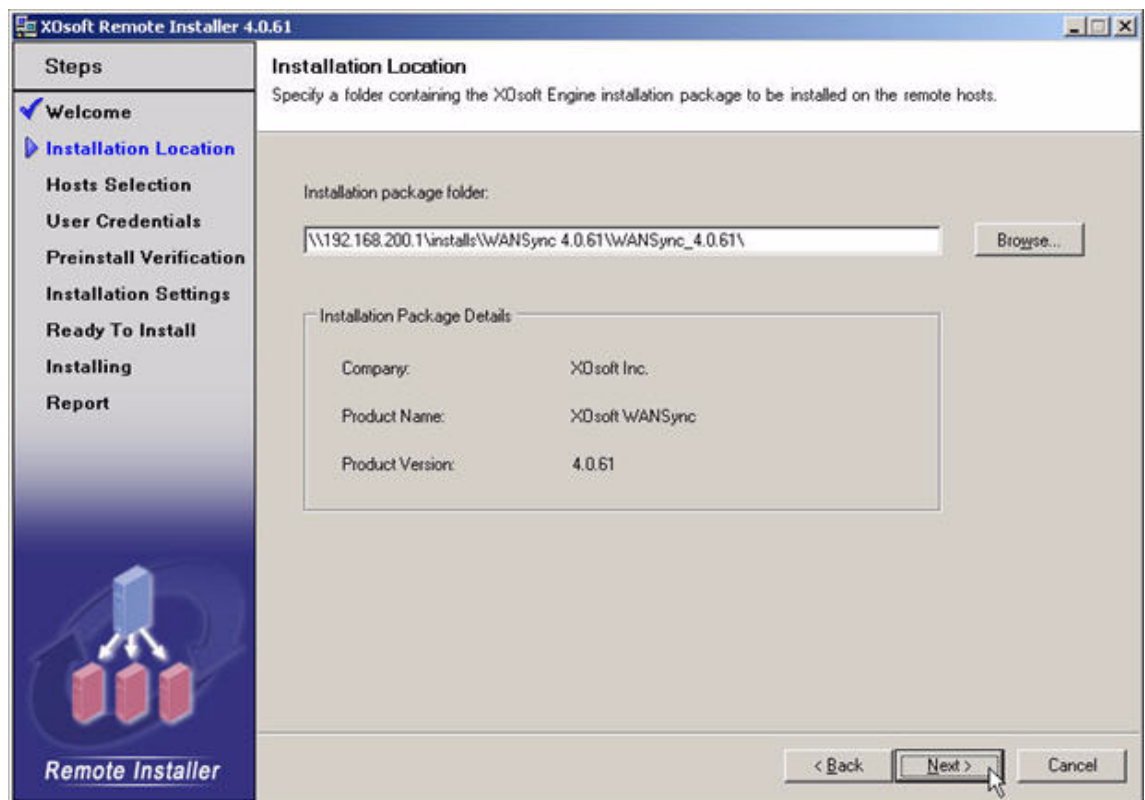 XOsoft Remote Installer 4.0.61
Steps
Welcome
Installation Location
Hosts Selection
User Credentials
Preinstall Verification
Installation Settings
Ready To Install
Installing
Report
Remote Installer
Installation Location
Specify a folder containing the XOsoft Engine installation package to be installed on the remote hosts.
Installation package folder:
\\192.168.200.1\installs\WANSync 4.0.61\WANSync_4.0.61\
Browse...
Installation Package Details
Company: XOsoft Inc.
Product Name: XOsoft WANSync
Product Version: 4.0.61
< Back Next > Cancel